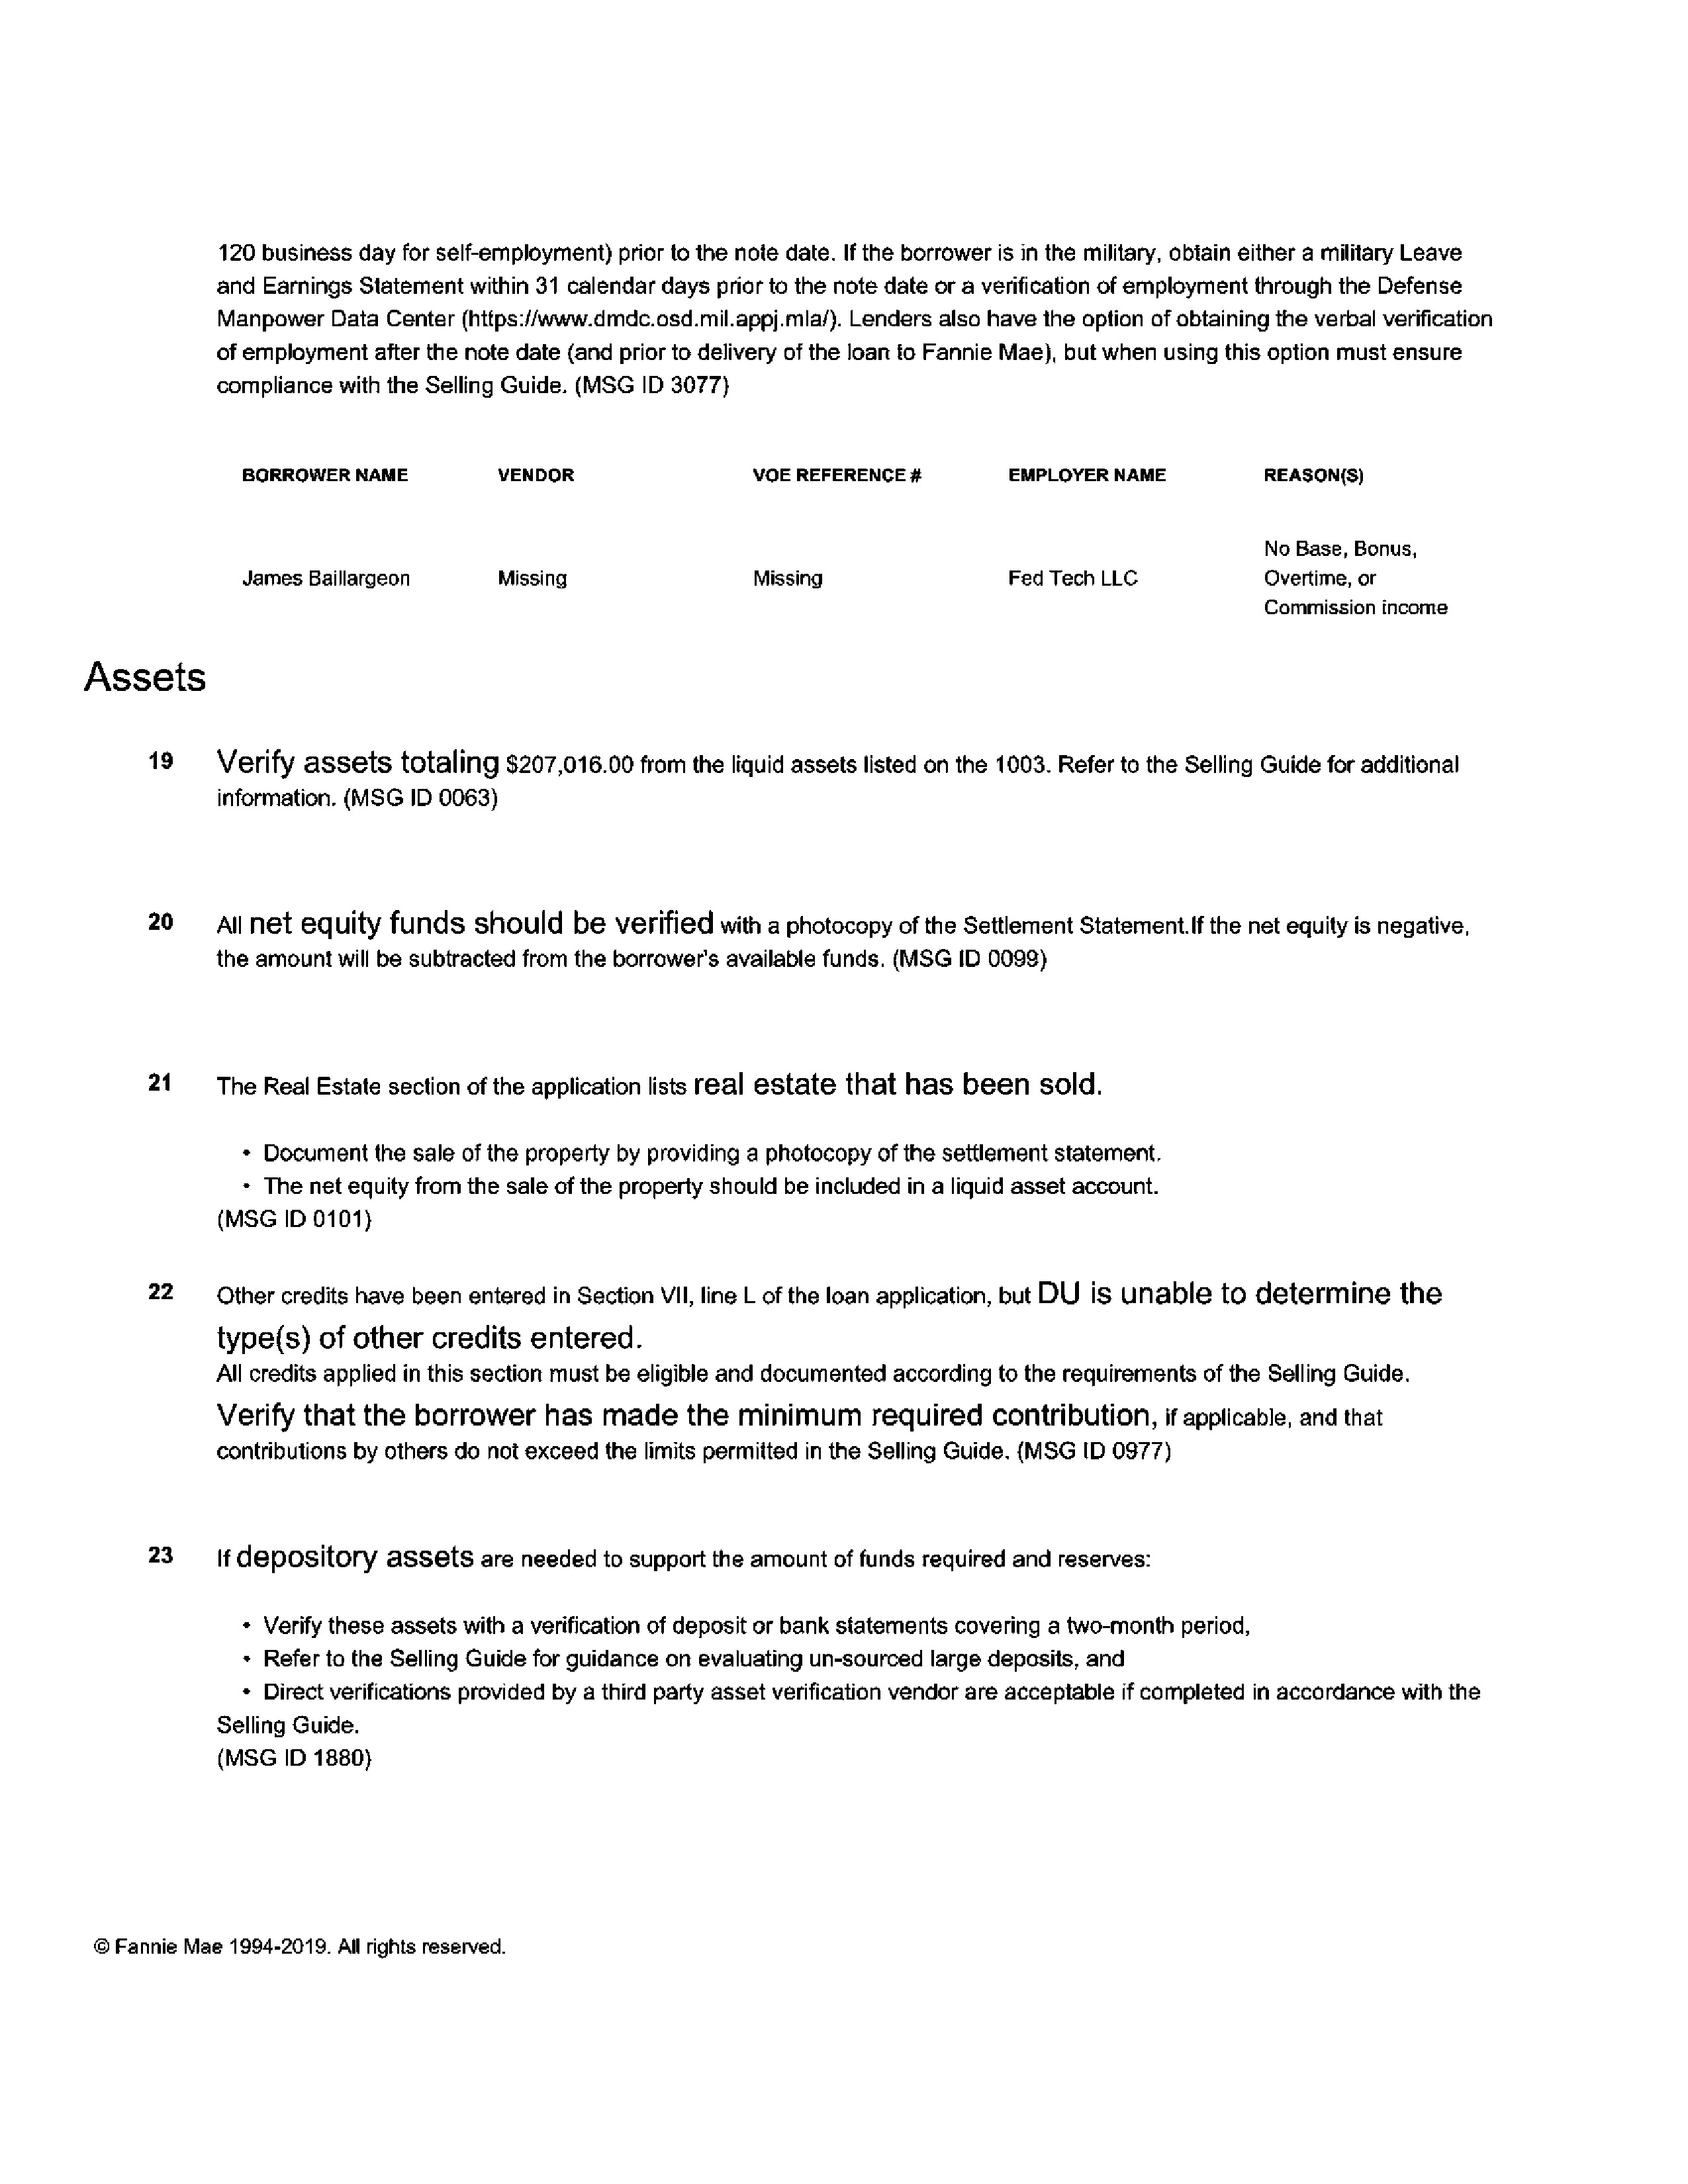 120 business day for self-employment) prior to the note date. If the borrower is in the military, obtain either a military Leave
and Earnings Statement within 31 calendar days prior to the note date or a verification of employment through the Defense
Manpower Data Center (https://www.dmdc.osd.mil.appj.mla/). Lenders also have the option of obtaining the verbal verification
of employment after the note date (and prior to delivery of the loan to Fannie Mae), but when using this option must ensure
compliance with the Selling Guide. (MSG ID 3077)
BORROWER NAME VENDOR VOE REFERENCE # EMPLOYER NAME REASON(S)
No Base, Bonus,
James Baillargeon Missing Missing Fed Tech LLC Overtime, or
Commission income
Assets
19 Verify assets totaling $207,016.00 from the liquid assets listed on the 1003. Refer to the Selling Guide for additional
information. (MSG ID 0063)
20 All net equity funds should be verified with a photocopy of the Settlement Statement.If the net equity is negative,
the amount will be subtracted from the borrower's available funds. (MSG ID 0099)
21 The Real Estate section of the application lists real estate that has been sold.
• Document the sale of the property by providing a photocopy of the settlement statement.
• The net equity from the sale of the property should be included in a liquid asset account.
(MSG ID 0101)
22 Other credits have been entered in Section VII, line L of the loan application, but DU is unable to determine the
type(s) of other credits entered.
All credits applied in this section must be eligible and documented according to the requirements of the Selling Guide.
Verify that the borrower has made the minimum required contribution, if applicable, and that
contributions by others do not exceed the limits permitted in the Selling Guide. (MSG ID 0977)
23 If depository assets are needed to support the amount of funds required and reserves:
• Verify these assets with a verification of deposit or bank statements covering a two-month period,
• Refer to the Selling Guide for guidance on evaluating un-sourced large deposits, and
• Direct verifications provided by a third party asset verification vendor are acceptable if completed in accordance with the
Selling Guide.
(MSG ID 1880)
© Fannie Mae 1994-2019. All rights reserved.